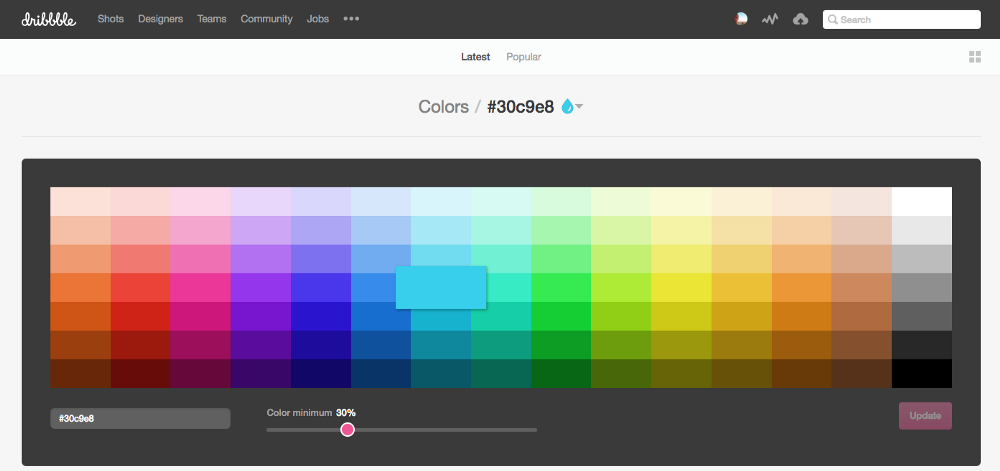 dribbble Shots Designers Teams Community Jobs ••• Search
Latest Popular
Colors / #30c9e8
#30c9e8
Color minimum 30%
Update